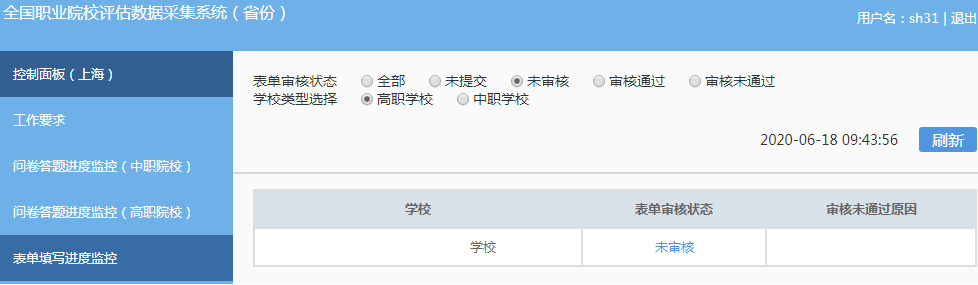 全国职业院校评估数据采集系统（省份）
用户名：sh31 | 退出
控制面板（上海）
工作要求
问卷答题进度监控（中职院校）
问卷答题进度监控（高职院校）
表单填写进度监控
表单审核状态 全部 未提交 未审核 审核通过 审核未通过
学校类型选择 高职学校 中职学校
2020-06-18 09:43:56 刷新
学校 表单审核状态 审核未通过原因
学校 未审核